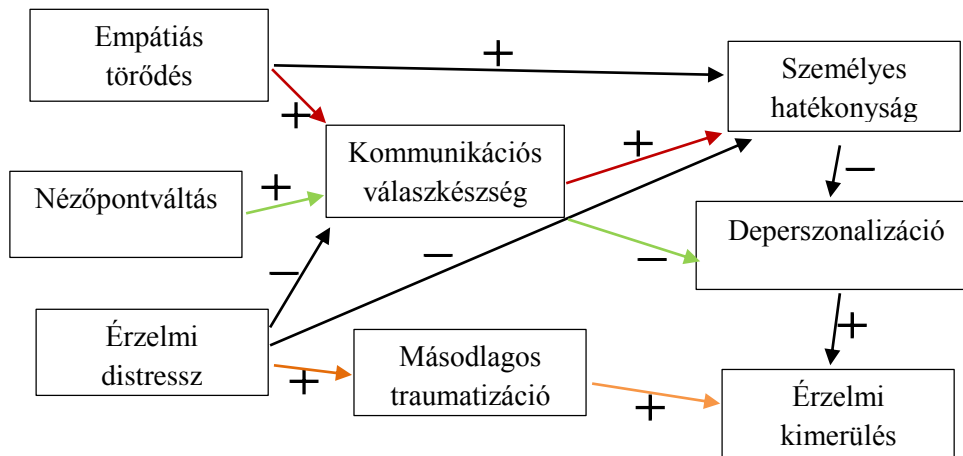 Empátiás
törődés
+
Személyes
hatékonyság
+
Kommunikációs
válaszkészség
+
Nézőpontváltás
+
−
Deperszonalizáció
−
−
−
Érzelmi
distressz
+
Másodlagos
traumatizáció
+
+
Érzelmi
kimerülés